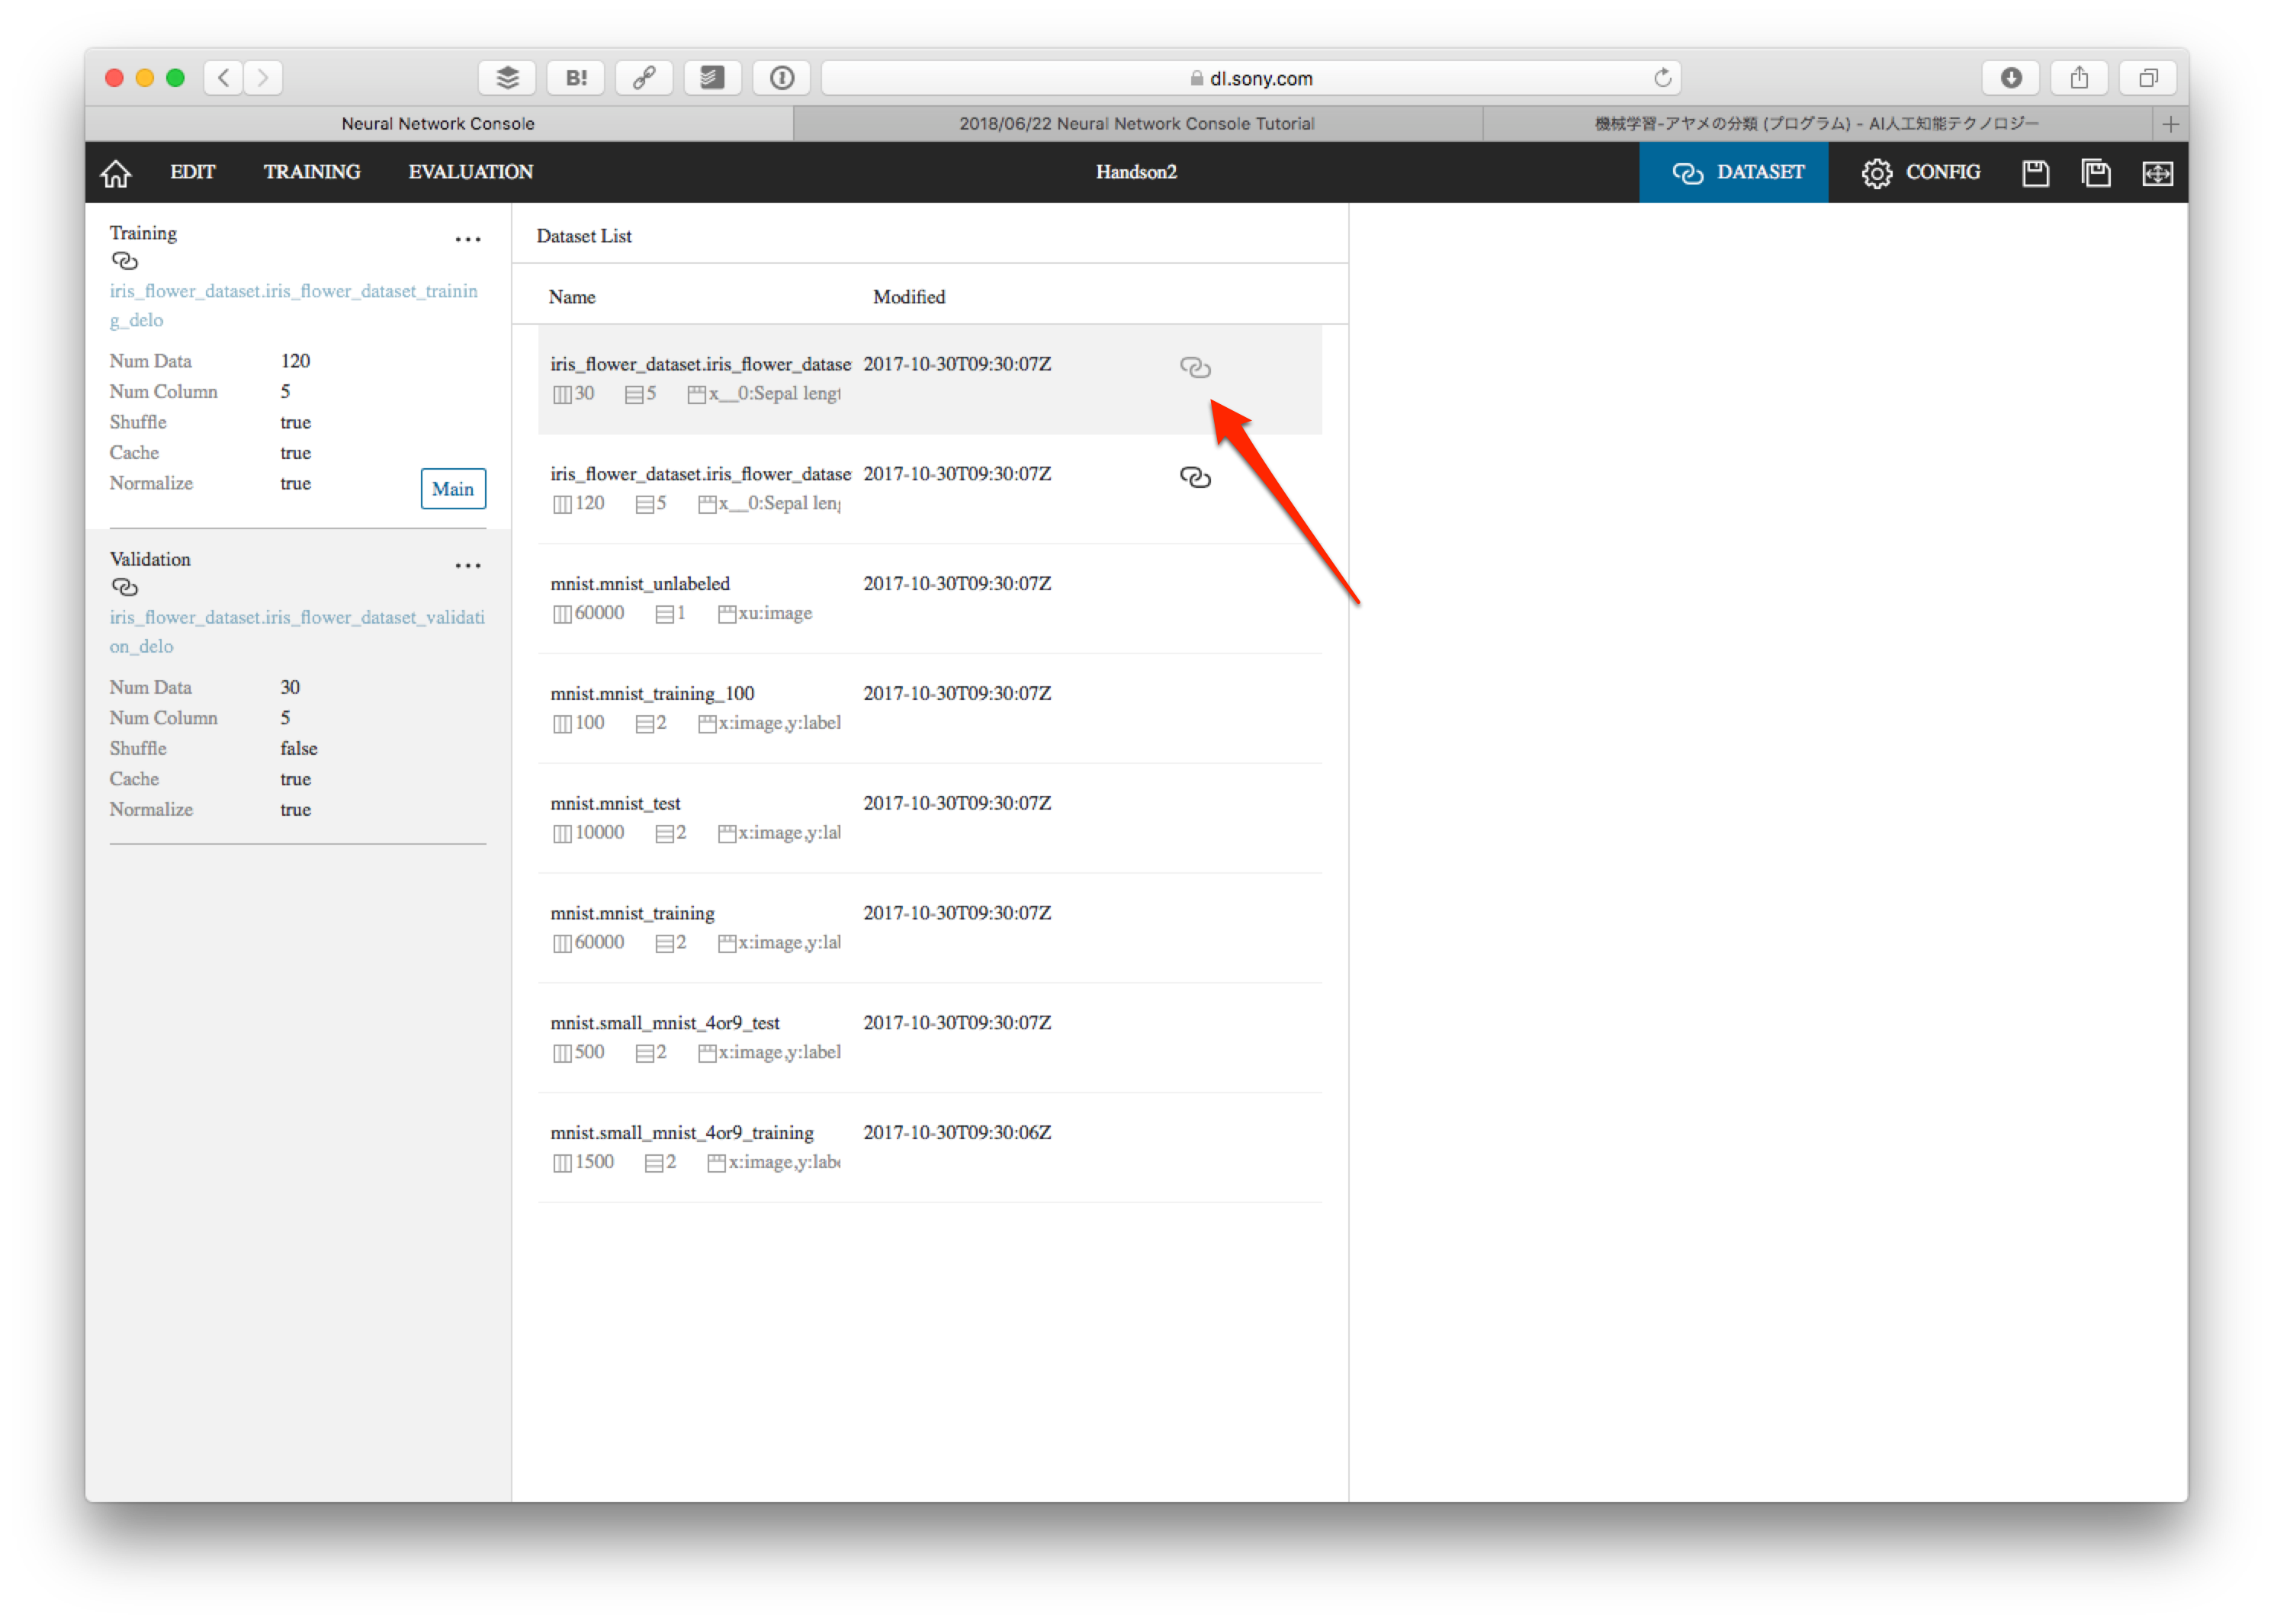 B!
dl.sony.com
Neural Network Console
2018/06/22 Neural Network Console Tutorial
機械学習-アヤメの分類 (プログラム) - AI人工知能テクノロジー
EDIT
TRAINING
EVALUATION
Handson2
DATASET
CONFIG
Training
iris_flower_dataset.iris_flower_dataset_trainin
g_delo
Num Data 120
Num Column 5
Shuffle true
Cache true
Normalize true
Main
Validation
iris_flower_dataset.iris_flower_dataset_validati
on_delo
Num Data 30
Num Column 5
Shuffle false
Cache true
Normalize true
Dataset List
Name Modified
iris_flower_dataset.iris_flower_datase 2017-10-30T09:30:07Z
30 5 x__0:Sepal lengt
iris_flower_dataset.iris_flower_datase 2017-10-30T09:30:07Z
120 5 x__0:Sepal leng
mnist.mnist_unlabeled 2017-10-30T09:30:07Z
60000 1 xu:image
mnist.mnist_training_100 2017-10-30T09:30:07Z
100 2 x:image,y:label
mnist.mnist_test 2017-10-30T09:30:07Z
10000 2 x:image,y:lal
mnist.mnist_training 2017-10-30T09:30:07Z
60000 2 x:image,y:lal
mnist.small_mnist_4or9_test 2017-10-30T09:30:07Z
500 2 x:image,y:label
mnist.small_mnist_4or9_training 2017-10-30T09:30:06Z
1500 2 x:image,y:labe